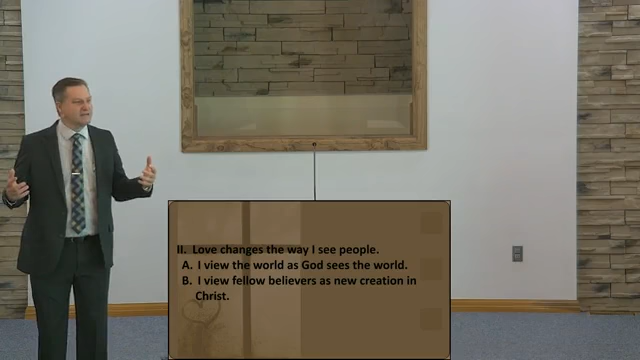 II. Love changes the way I see people.
A. I view the world as God sees the world.
B. I view fellow believers as new creation in
Christ.